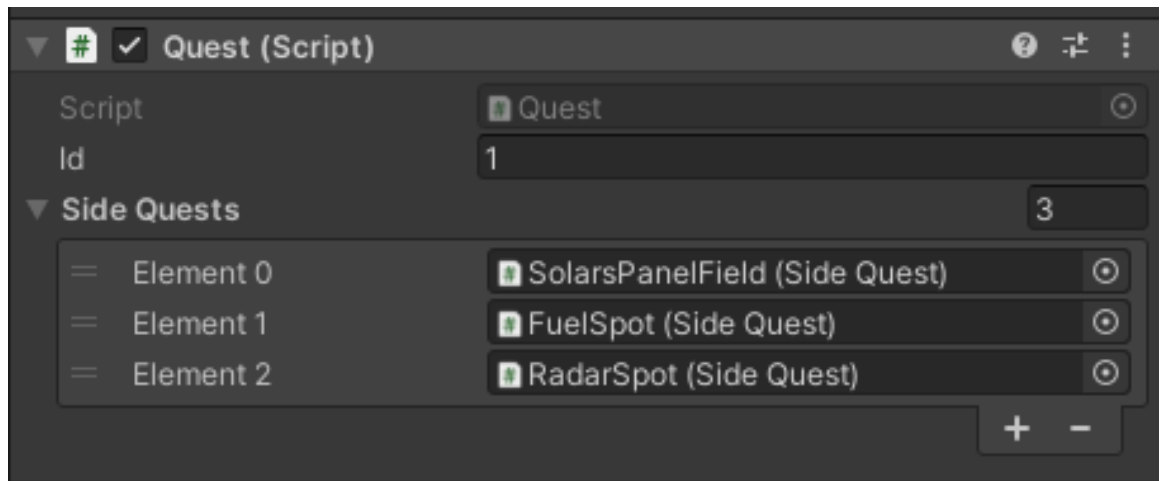 Quest (Script)
Script Quest
Id 1
Side Quests 3
Element 0 SolarsPanelField (Side Quest)
Element 1 FuelSpot (Side Quest)
Element 2 RadarSpot (Side Quest)